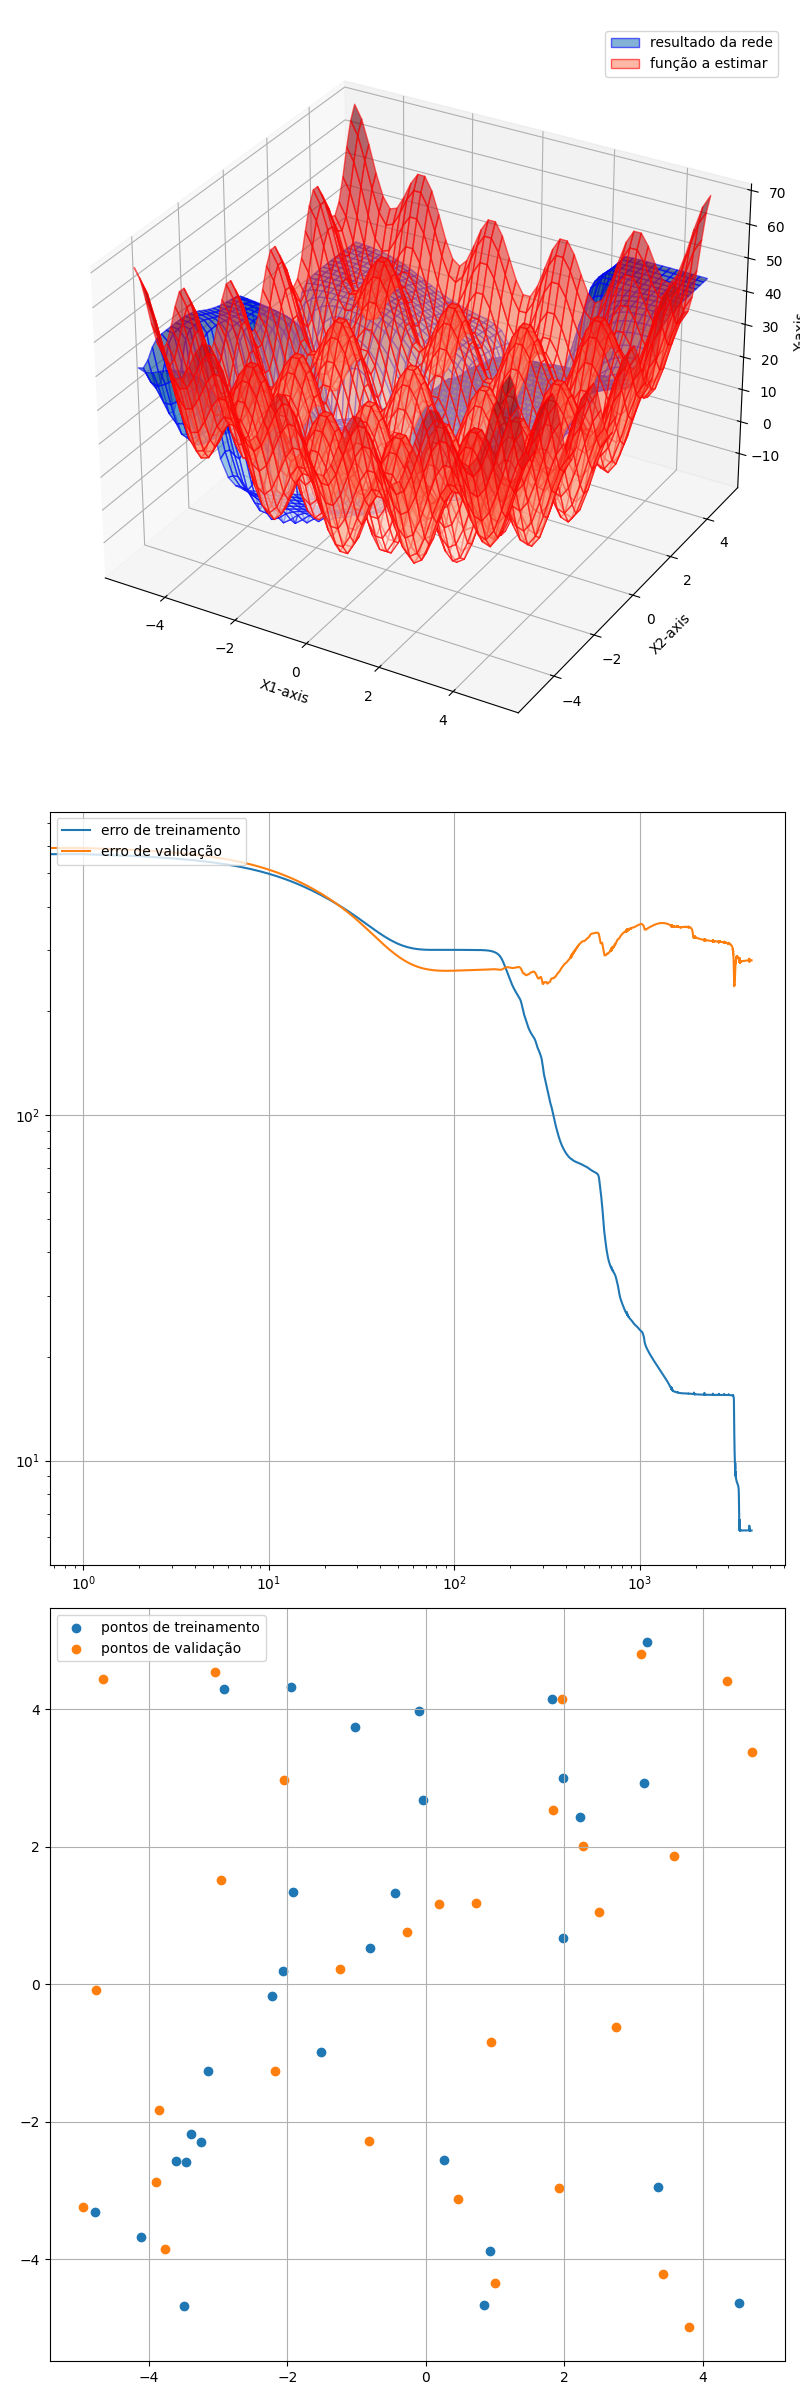 resultado da rede
função a estimar
70
60
50
40
30
20
10
0
−10
Y-axis
4
2
0
−2
−4
X2-axis
−4
−2
0
2
4
X1-axis
erro de treinamento
erro de validação
10²
10¹
10⁰ 10¹ 10² 10³
pontos de treinamento
pontos de validação
4
2
0
−2
−4
−4 −2 0 2 4